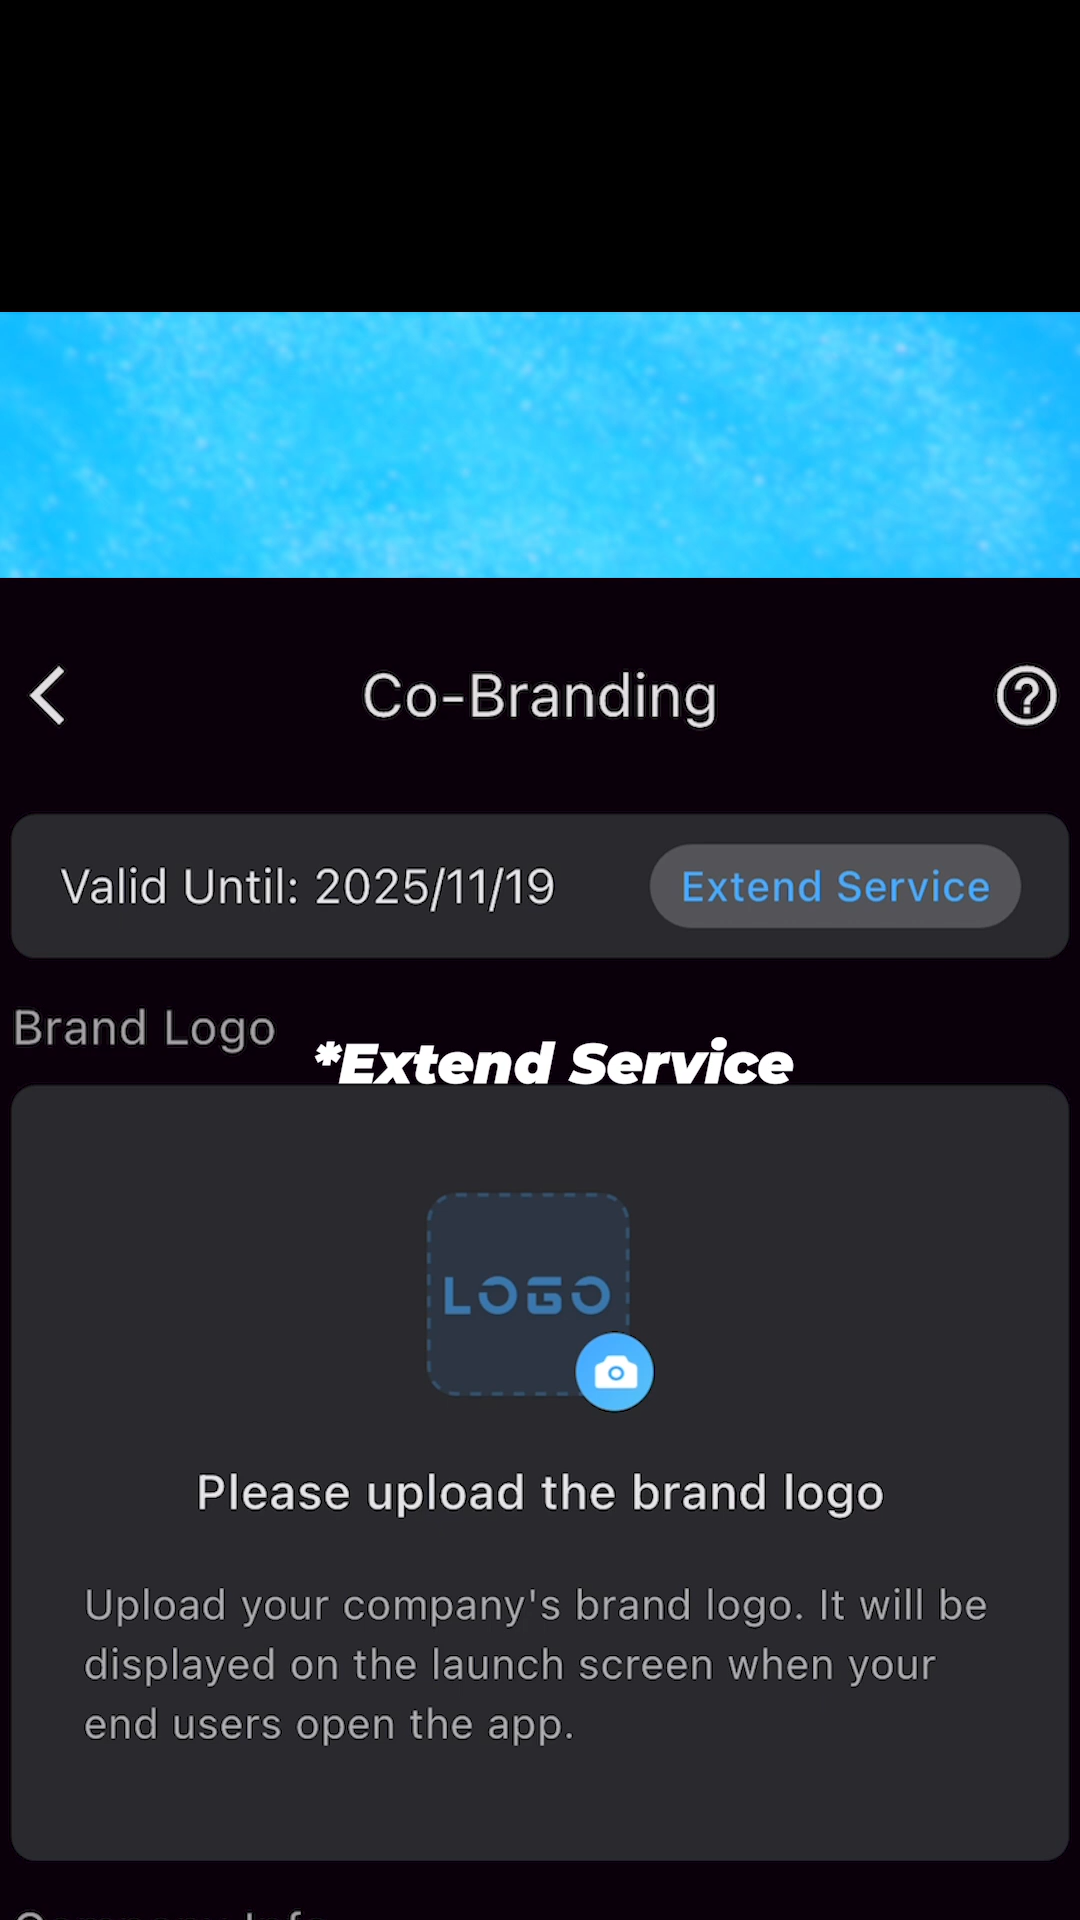 Co-Branding
Valid Until: 2025/11/19
Extend Service
Brand Logo
*Extend Service
LOGO
Please upload the brand logo
Upload your company's brand logo. It will be
displayed on the launch screen when your
end users open the app.